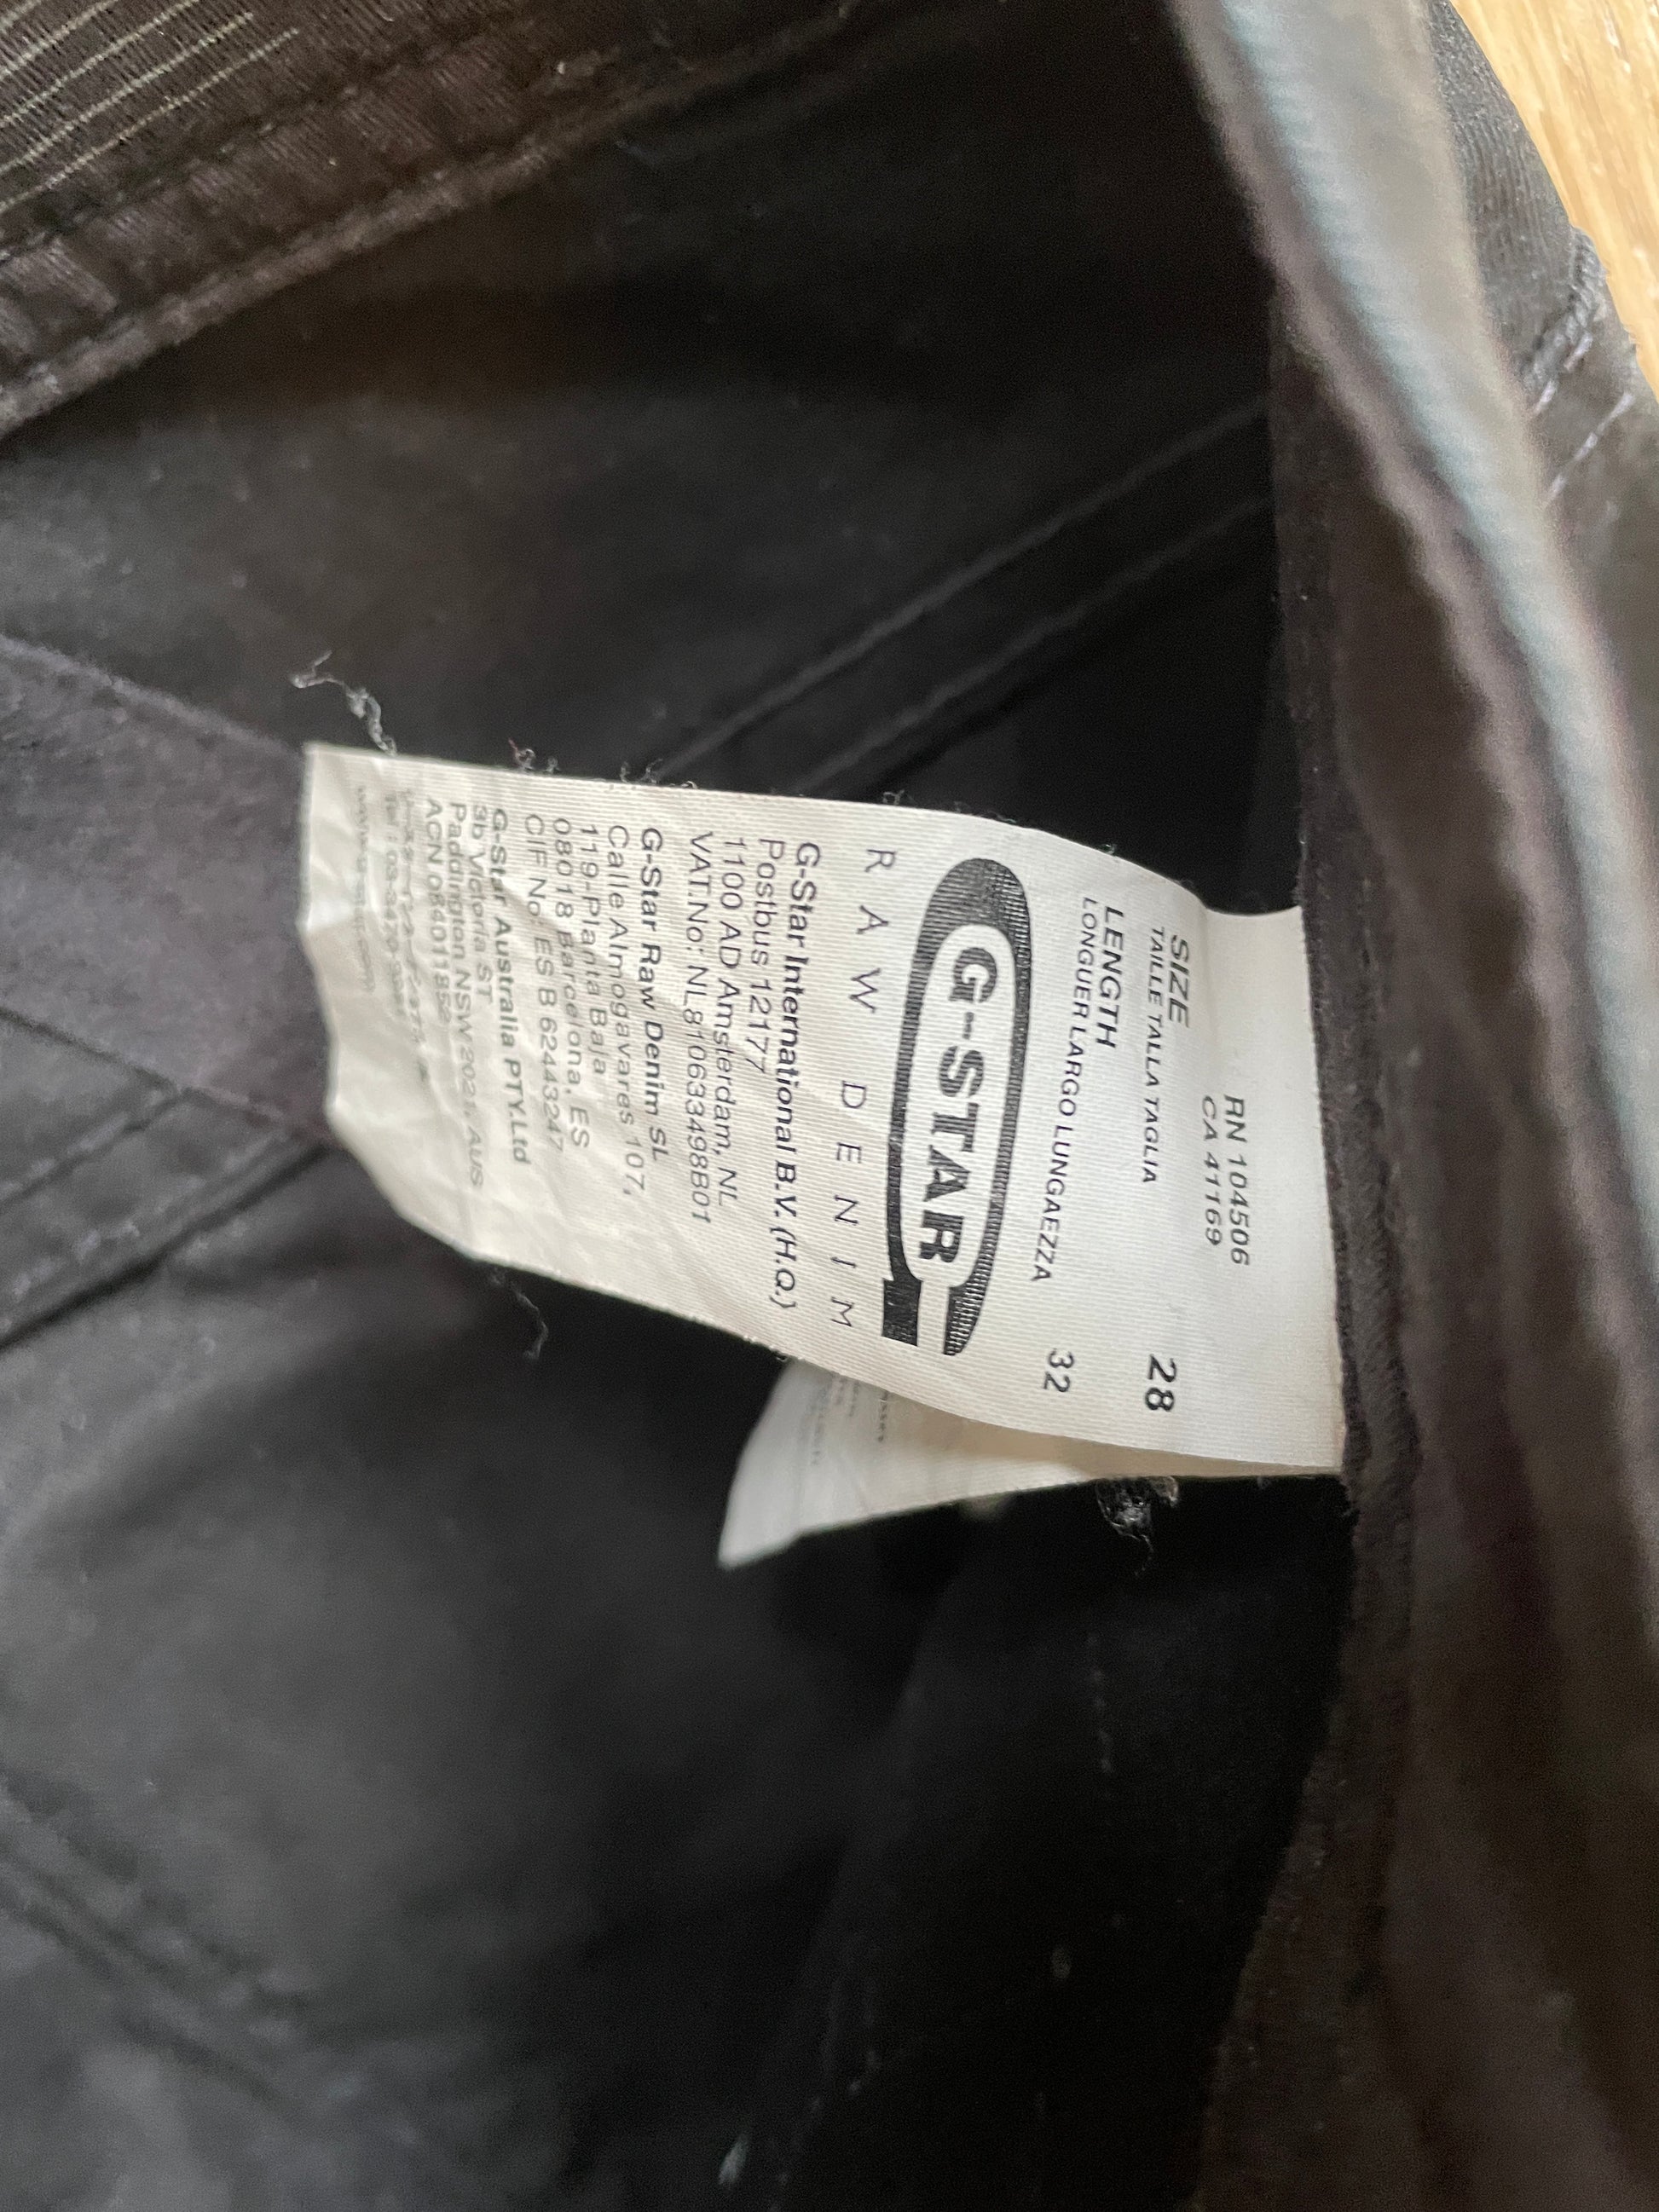 RN 104506
CA 41169
SIZE 28
TAILLE TALLA TAGLIA
LENGTH 32
LONGUER LARGO LUNGAEZZA
G-STAR
RAW DENIM
G-Star International B.V. (H.Q.)
Postbus 12177
1100 AD Amsterdam, NL
VAT.No: NL810633498B01
G-Star Raw Denim SL
Calle Almogavares 107,
119-Planta Baja
08018 Barcelona, ES
CIF No. ES B 62443247
G-Star Australia PTY.Ltd
3b Victoria ST
Paddington NSW 2021, AUS
ACN 084011852